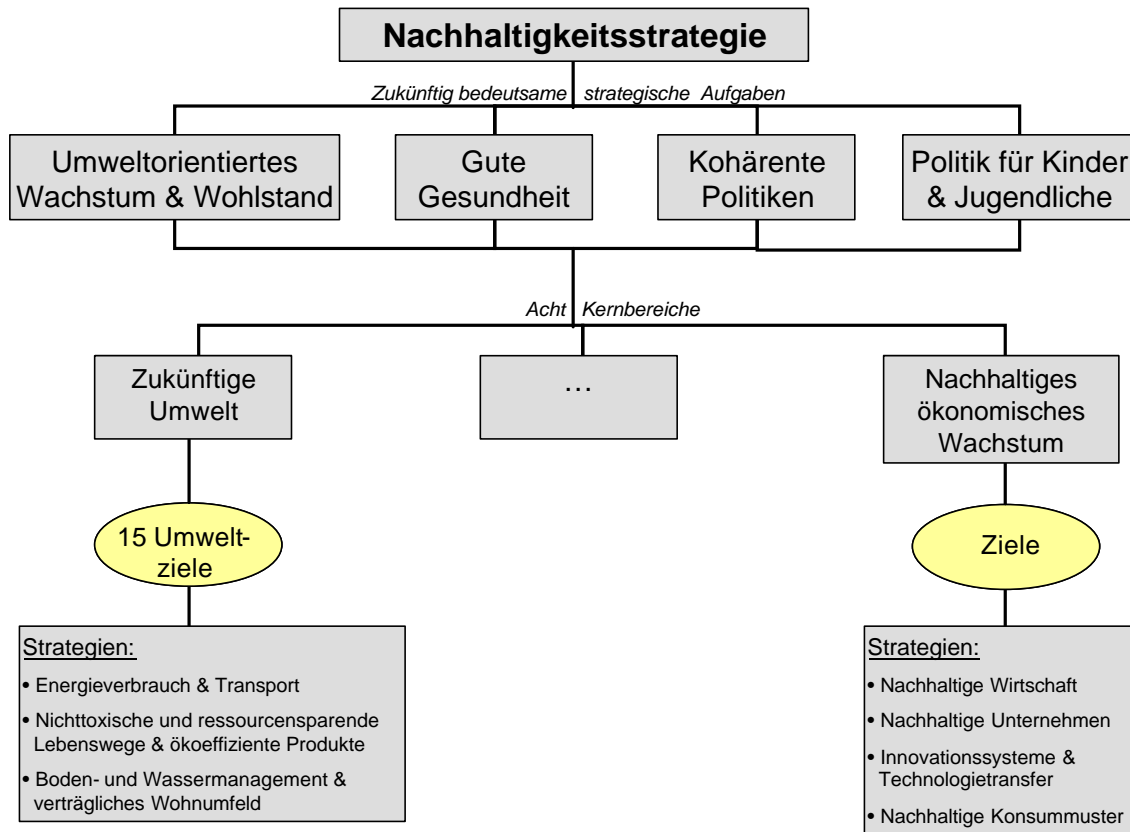 Nachhaltigkeitsstrategie
Zukünftig bedeutsame strategische Aufgaben
Umweltorientiertes
Wachstum & Wohlstand
Gute
Gesundheit
Kohärente
Politiken
Politik für Kinder
& Jugendliche
Acht Kernbereiche
Zukünftige
Umwelt
...
Nachhaltiges
ökonomisches
Wachstum
15 Umwelt-
ziele
Ziele
Strategien:
• Energieverbrauch & Transport
• Nichttoxische und ressourcensparende
Lebenswege & ökoeffiziente Produkte
• Boden- und Wassermanagement &
verträgliches Wohnumfeld
Strategien:
• Nachhaltige Wirtschaft
• Nachhaltige Unternehmen
• Innovationssysteme &
Technologietransfer
• Nachhaltige Konsummuster